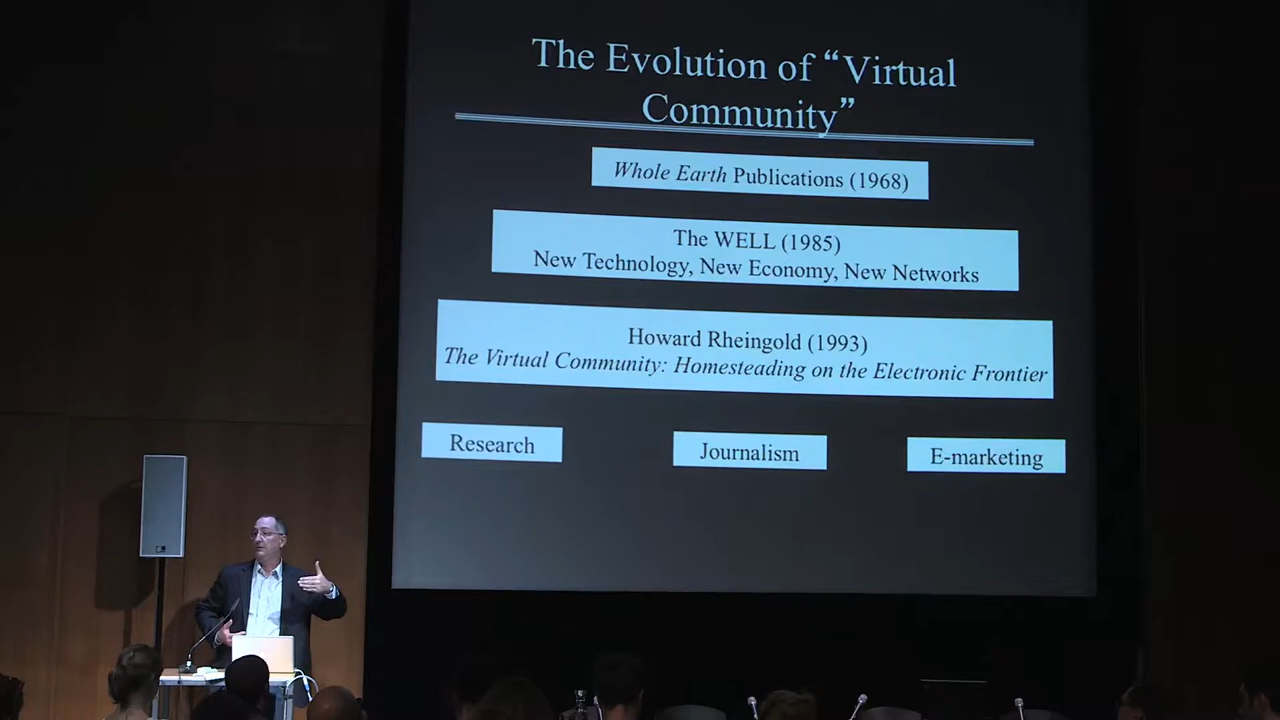 The Evolution of “Virtual
Community”
Whole Earth Publications (1968)
The WELL (1985)
New Technology, New Economy, New Networks
Howard Rheingold (1993)
The Virtual Community: Homesteading on the Electronic Frontier
Research
Journalism
E-marketing